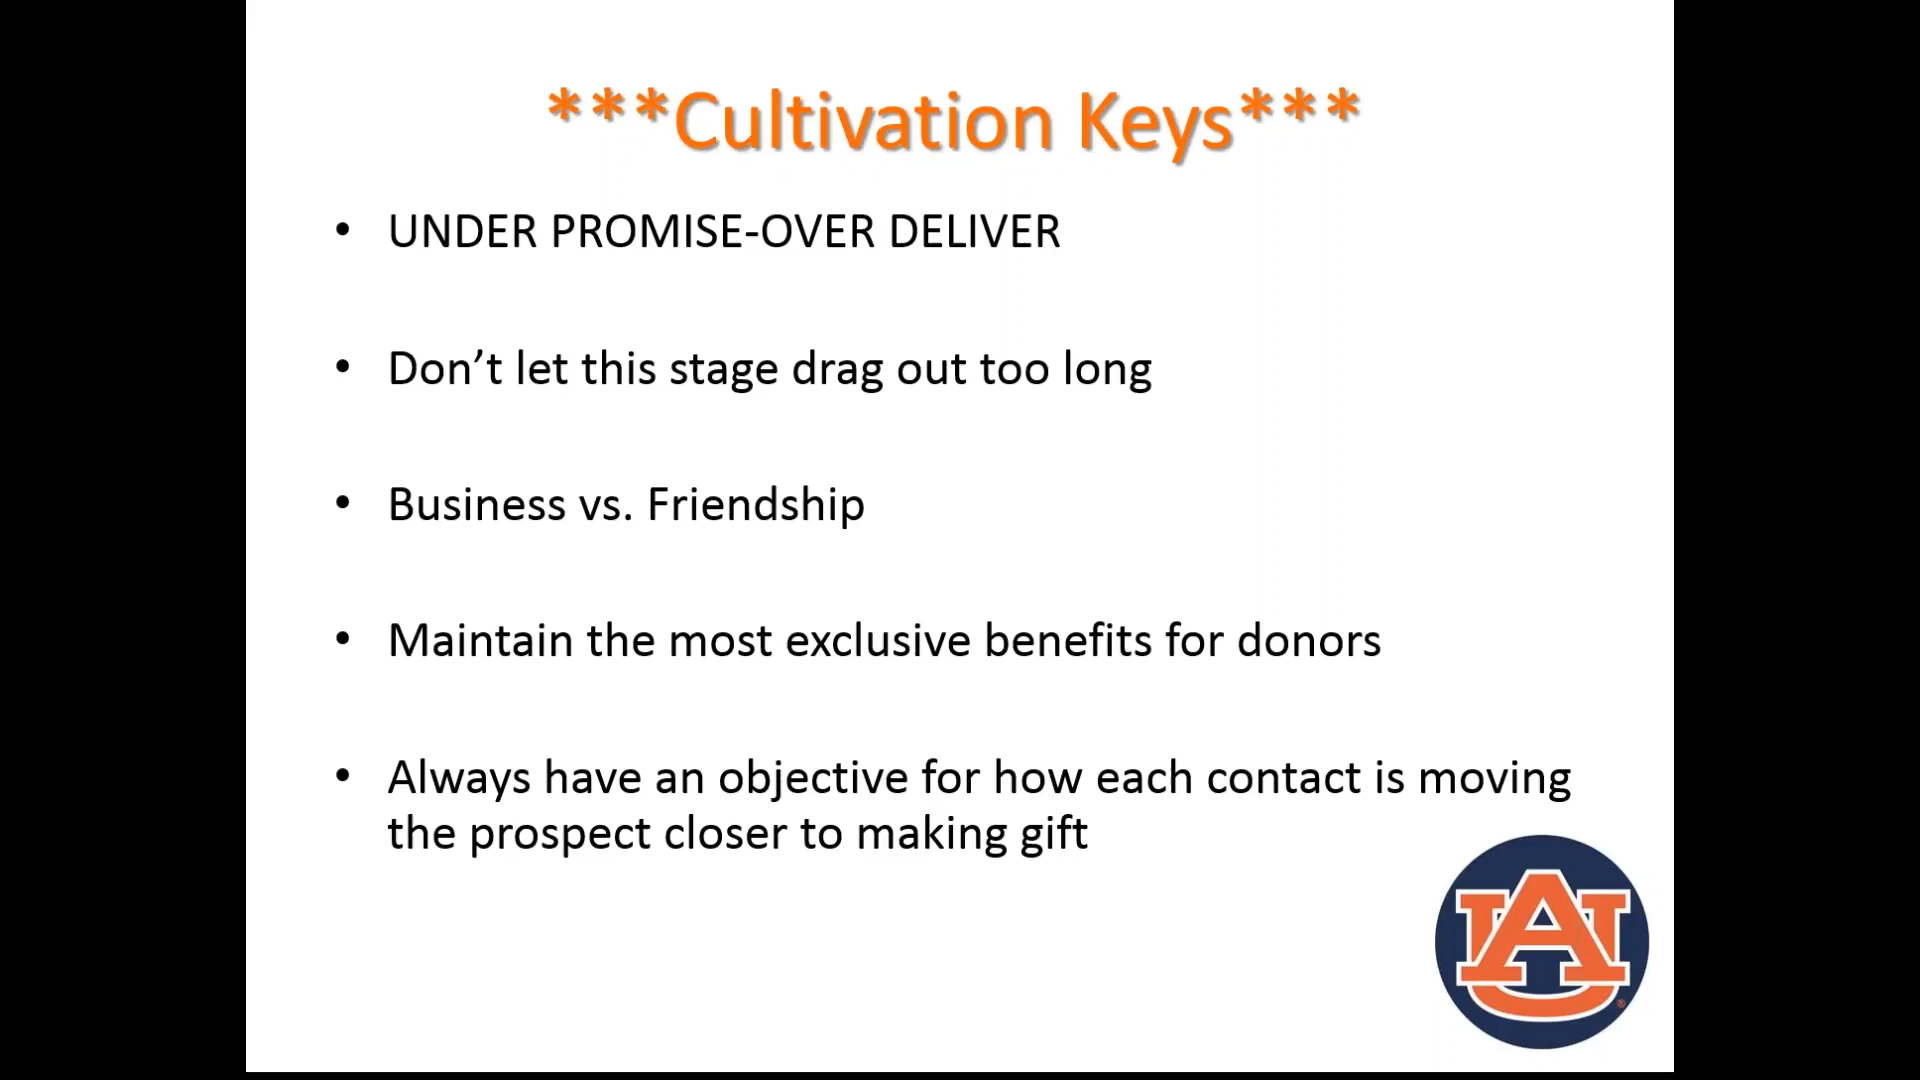 ***Cultivation Keys***
• UNDER PROMISE-OVER DELIVER
• Don’t let this stage drag out too long
• Business vs. Friendship
• Maintain the most exclusive benefits for donors
• Always have an objective for how each contact is moving
the prospect closer to making gift
AU
®